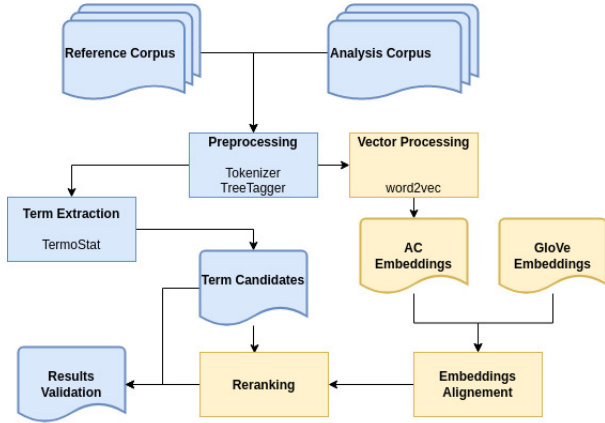 Reference Corpus
Analysis Corpus
Preprocessing
Tokenizer
TreeTagger
Vector Processing
word2vec
Term Extraction
TermoStat
AC
Embeddings
GloVe
Embeddings
Term Candidates
Results
Validation
Reranking
Embeddings
Alignement